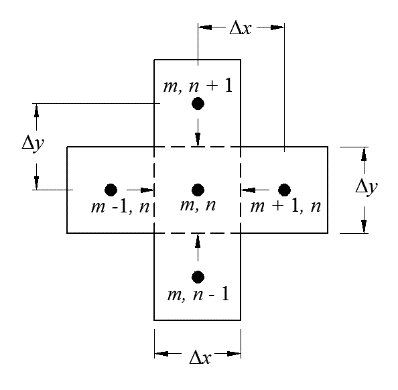 Δx
m, n + 1
Δy
m -1, n
m, n
m + 1, n
Δy
m, n - 1
Δx